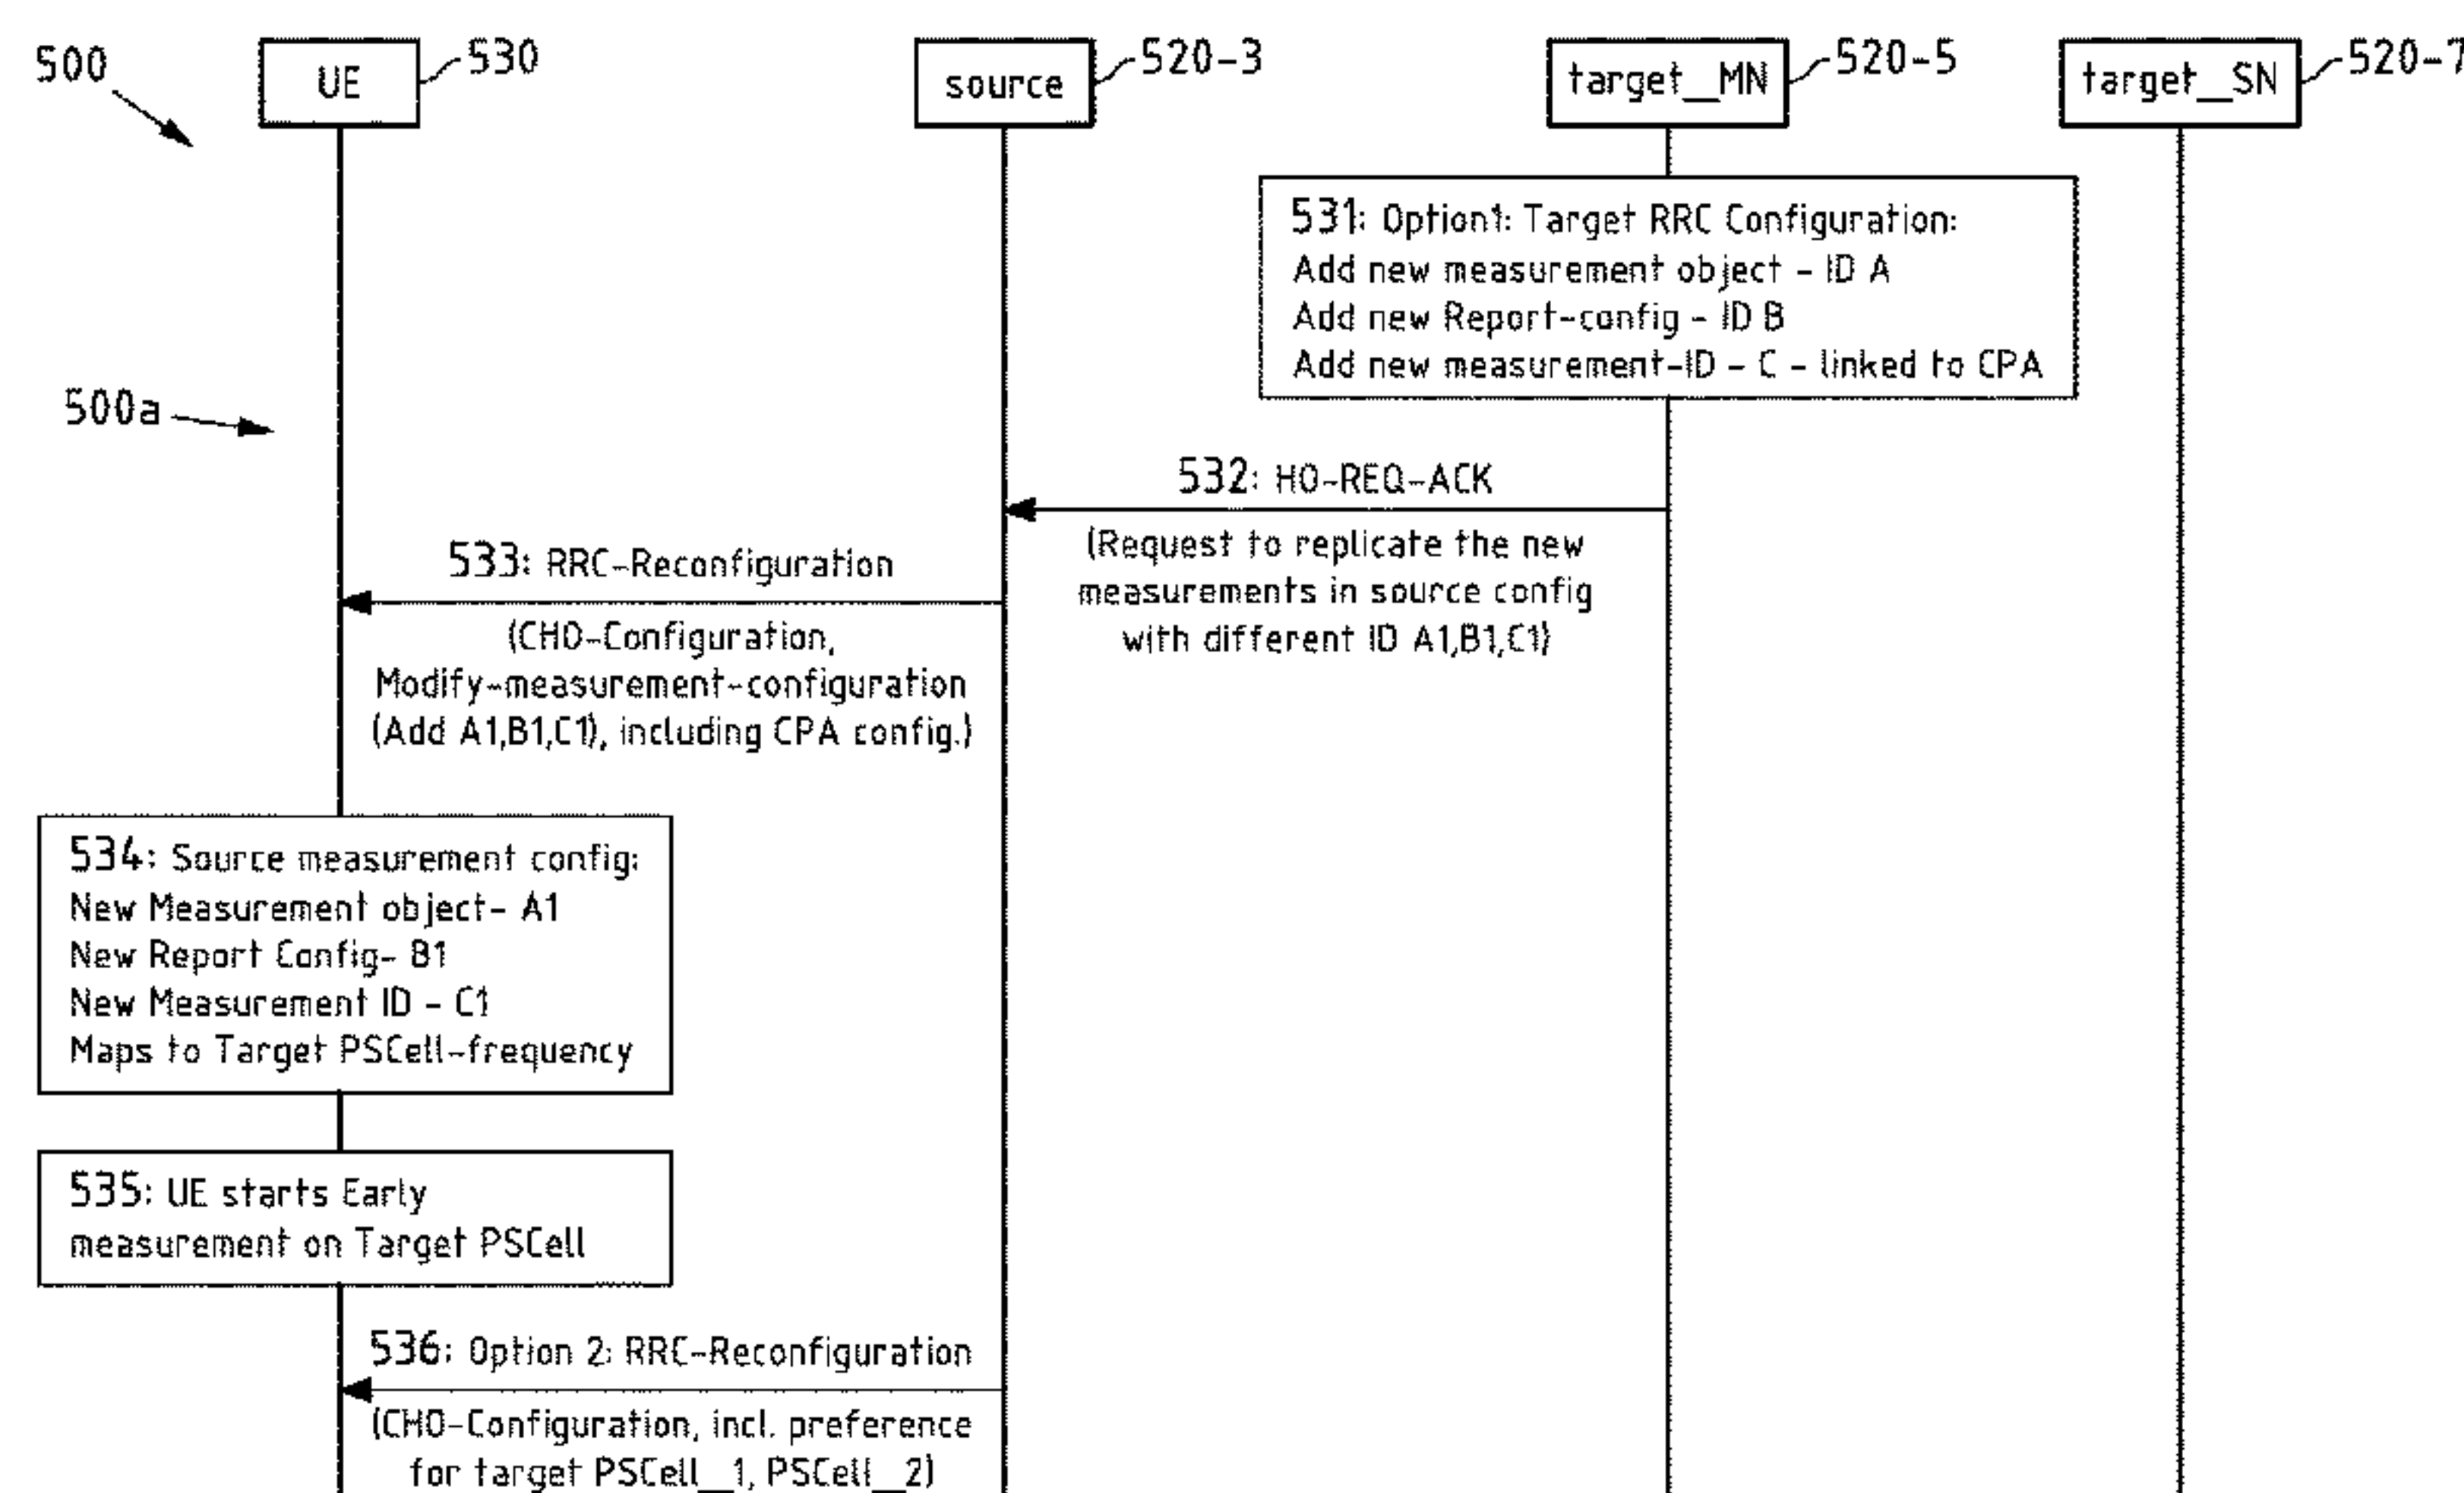 500
UE
530
source
520-3
target_MN
520-5
target_SN
520-7
531: Option1: Target RRC Configuration:
Add new measurement object - ID A
Add new Report-config - ID B
Add new measurement-ID - C - linked to CPA
500a
532: HO-REQ-ACK
(Request to replicate the new
measurements in source config
with different ID A1,B1,C1)
533: RRC-Reconfiguration
(CHO-Configuration,
Modify-measurement-configuration
(Add A1,B1,C1), including CPA config.)
534: Source measurement config:
New Measurement object- A1
New Report Config- B1
New Measurement ID - C1
Maps to Target PSCell-frequency
535: UE starts Early
measurement on Target PSCell
536: Option 2: RRC-Reconfiguration
(CHO-Configuration, incl. preference
for target PSCell_1, PSCell_2)